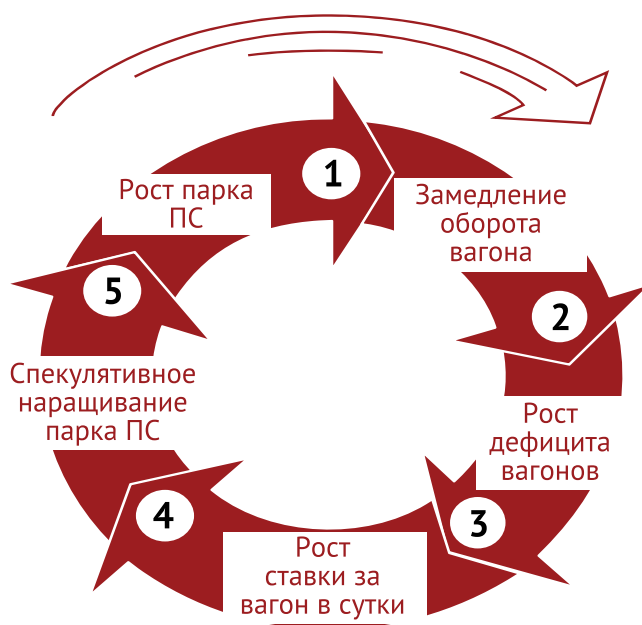 1
Рост парка
ПС
Замедление
оборота
вагона
2
Рост
дефицита
вагонов
3
Рост
ставки за
вагон в сутки
4
Спекулятивное
наращивание
парка ПС
5